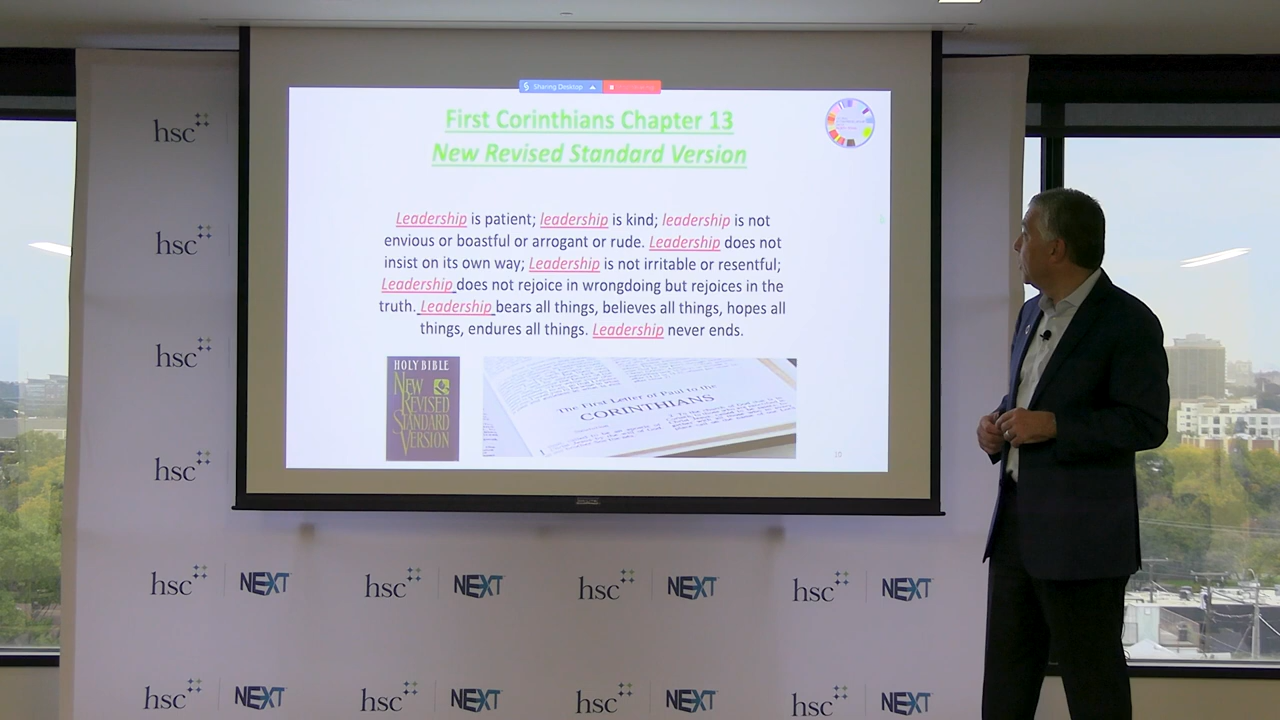 Sharing Desktop
First Corinthians Chapter 13
New Revised Standard Version
Leadership is patient; leadership is kind; leadership is not
envious or boastful or arrogant or rude. Leadership does not
insist on its own way; Leadership is not irritable or resentful;
Leadership does not rejoice in wrongdoing but rejoices in the
truth. Leadership bears all things, believes all things, hopes all
things, endures all things. Leadership never ends.
HOLY BIBLE
NEW
REVISED
STANDARD
VERSION
The First Letter of Paul to the
CORINTHIANS
10
hsc
hsc
hsc
hsc
hsc NEXT hsc NEXT hsc NEXT hsc NEXT
hsc NEXT hsc NEXT hsc NEXT hsc NEXT